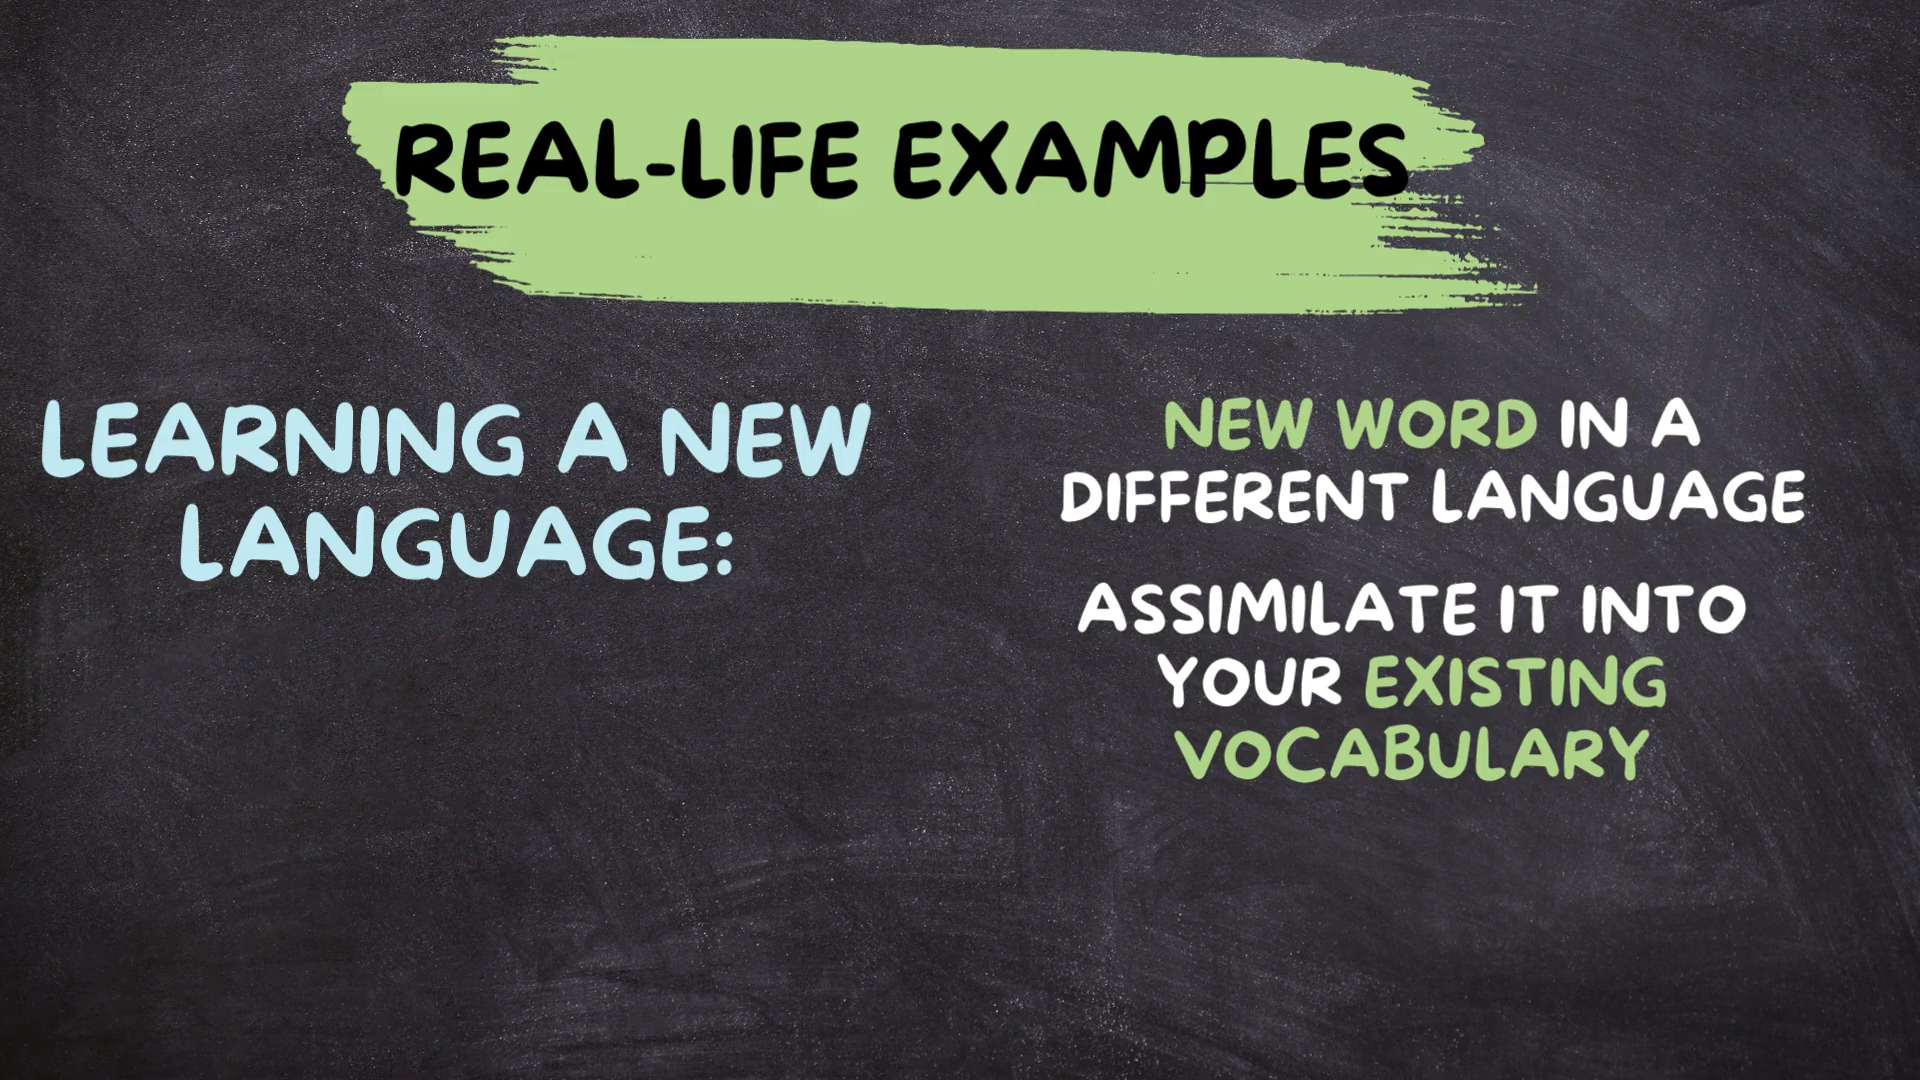 REAL-LIFE EXAMPLES
LEARNING A NEW
LANGUAGE:
NEW WORD IN A
DIFFERENT LANGUAGE
ASSIMILATE IT INTO
YOUR EXISTING
VOCABULARY